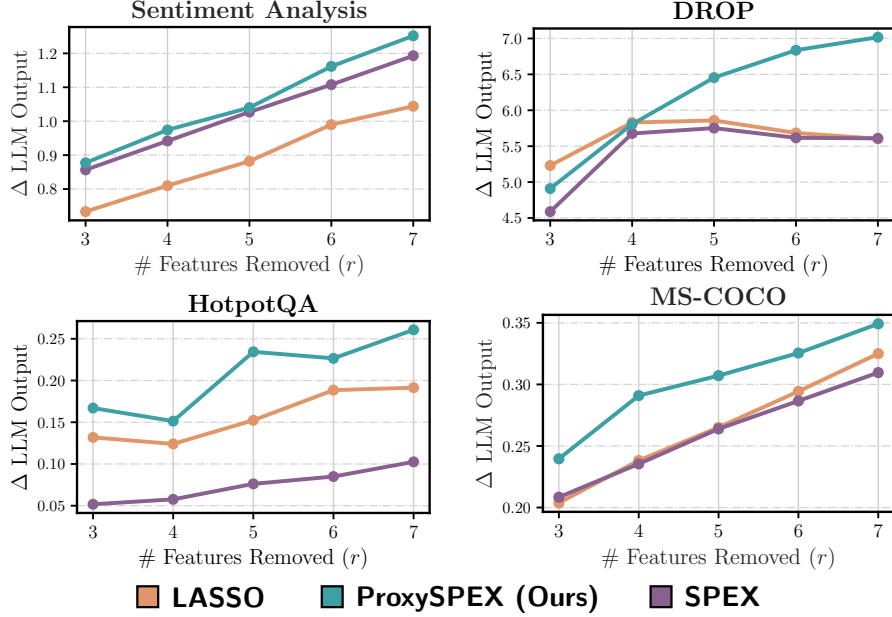 Sentiment Analysis
Δ LLM Output
1.2
1.1
1.0
0.9
0.8
3 4 5 6 7
# Features Removed (r)
DROP
Δ LLM Output
7.0
6.5
6.0
5.5
5.0
4.5
3 4 5 6 7
# Features Removed (r)
HotpotQA
Δ LLM Output
0.25
0.20
0.15
0.10
0.05
3 4 5 6 7
# Features Removed (r)
MS-COCO
Δ LLM Output
0.35
0.30
0.25
0.20
3 4 5 6 7
# Features Removed (r)
LASSO ProxySPEX (Ours) SPEX